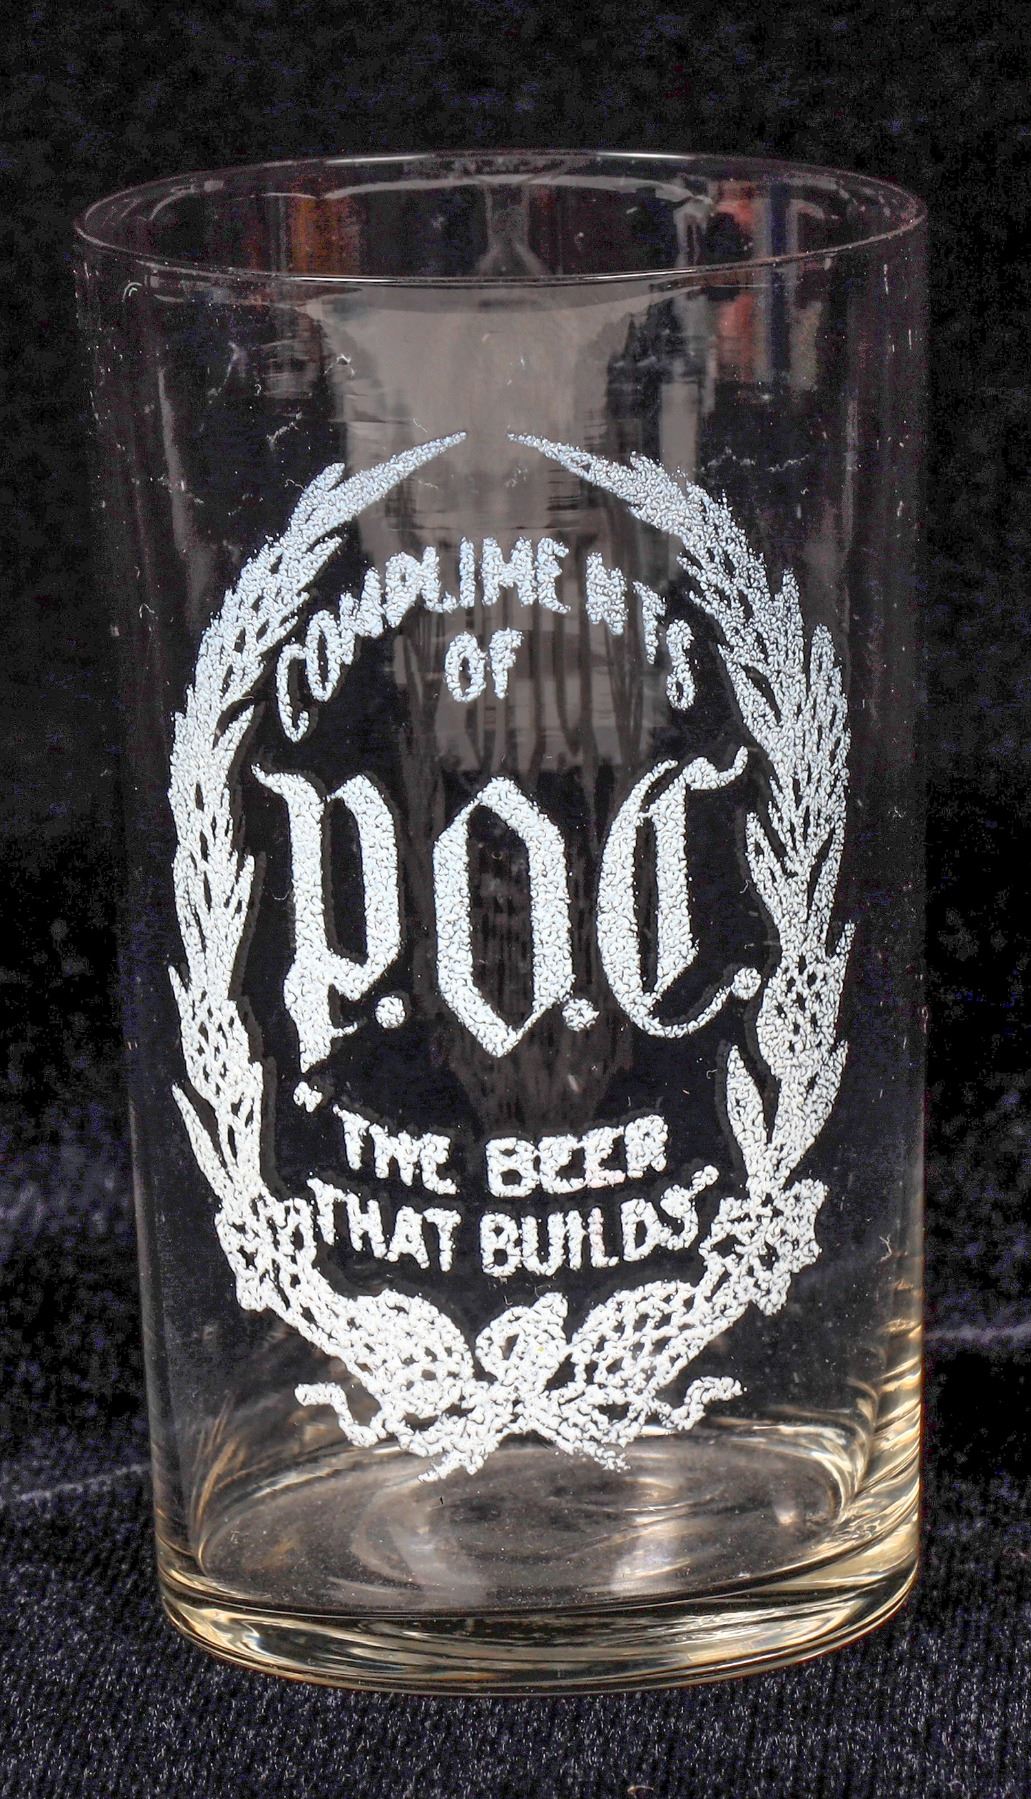 COMPLIMENTS
OF
P.O.C.
"THE BEER
THAT BUILDS"